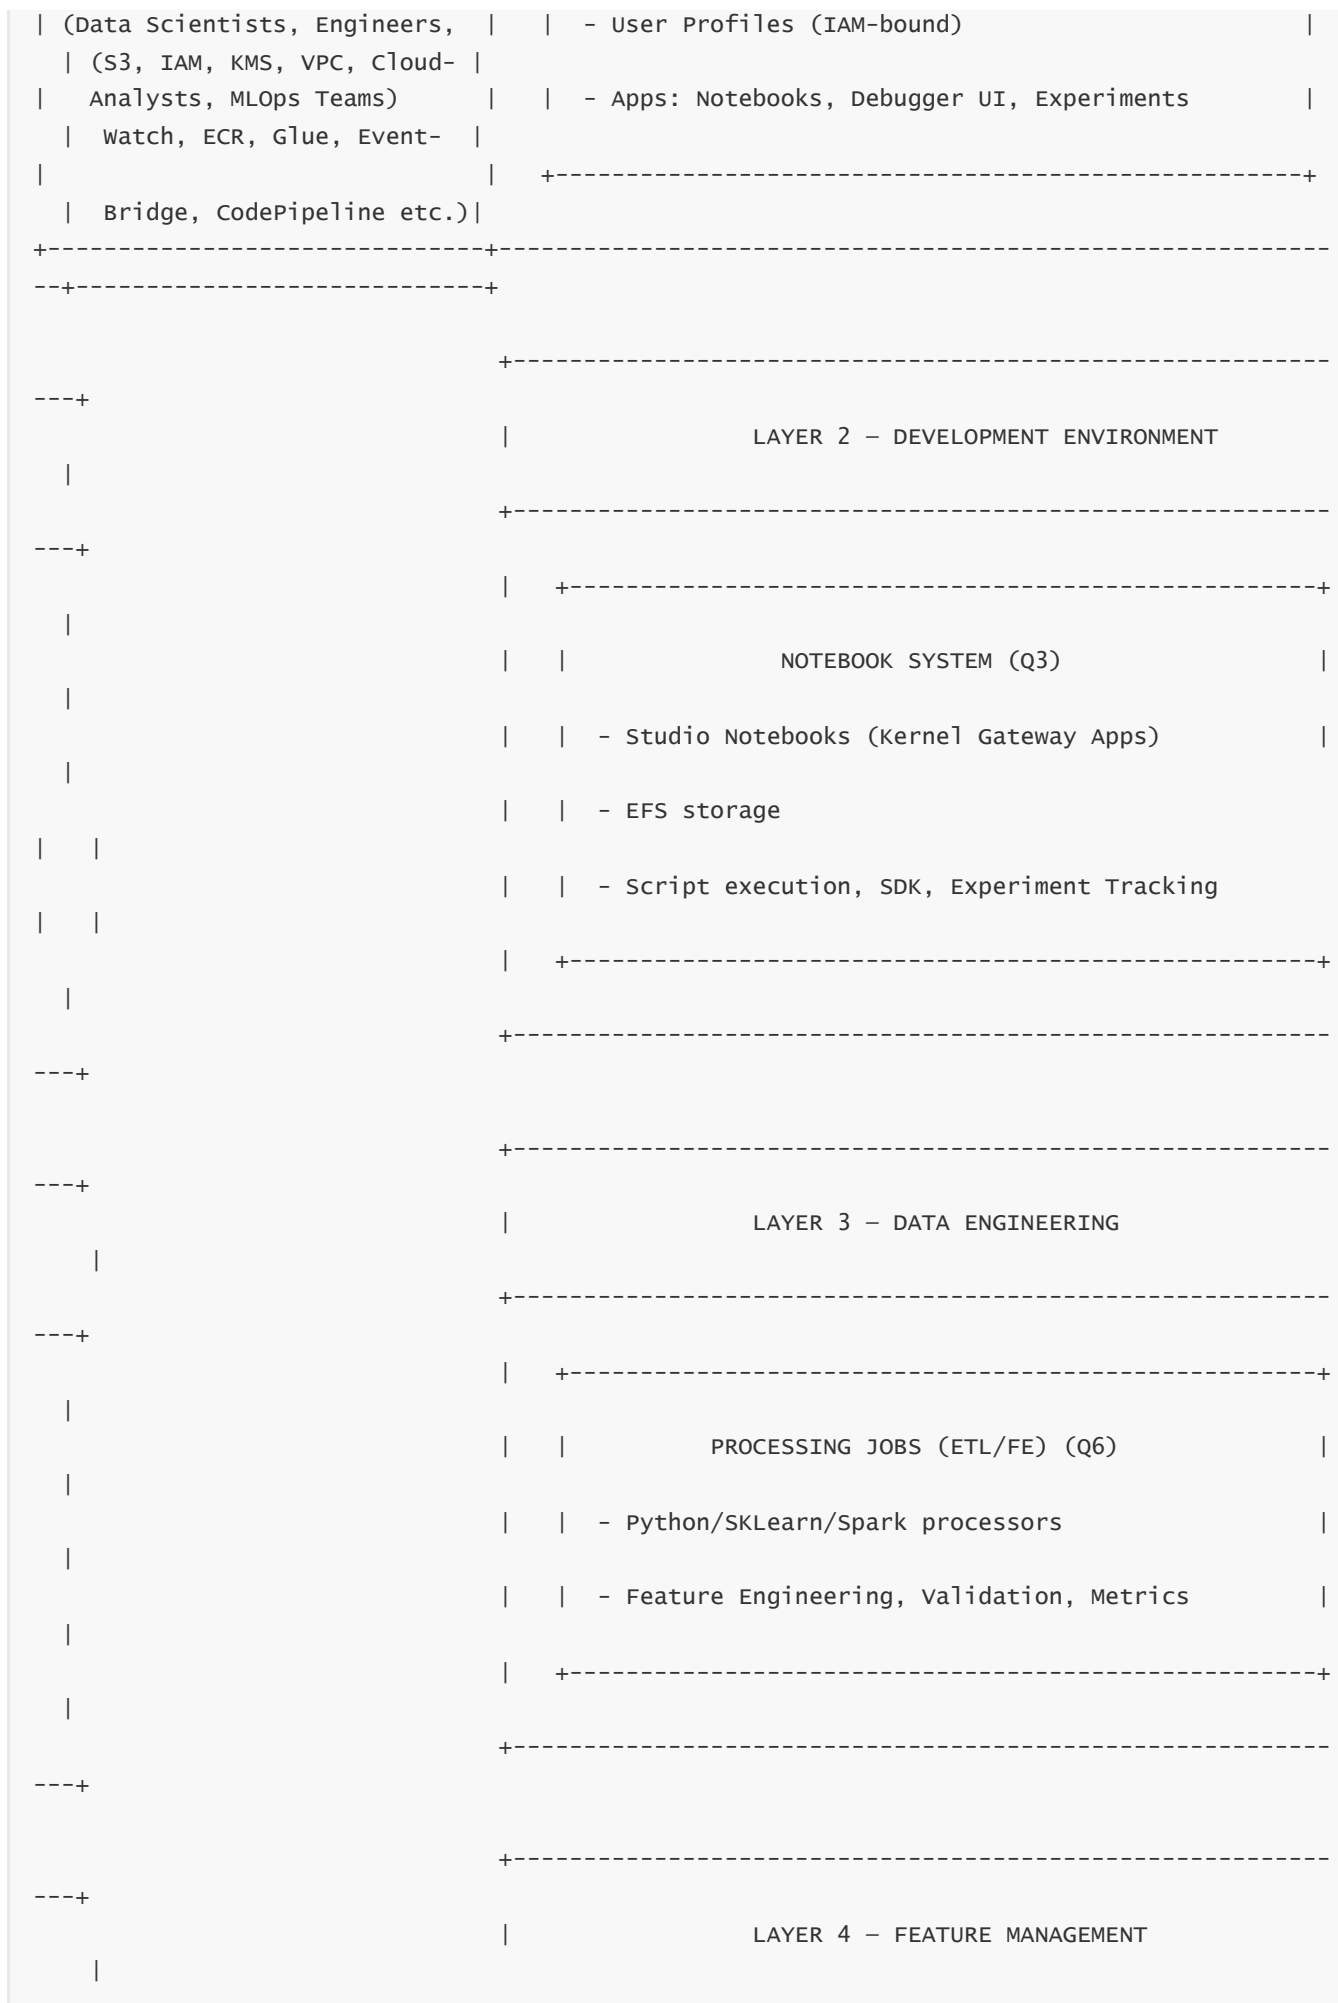 | (Data Scientists, Engineers,  |   |  - User Profiles (IAM-bound)                         |
  | (S3, IAM, KMS, VPC, Cloud- |
|   Analysts, MLOps Teams)      |   |  - Apps: Notebooks, Debugger UI, Experiments         |
  |  Watch, ECR, Glue, Event-  |
|                               |   +-----------------------------------------------------+
  |  Bridge, CodePipeline etc.)|
+-------------------------------+-----------------------------------------------------------
--+-----------------------------+
                                 +----------------------------------------------------------
---+
                                 |                 LAYER 2 — DEVELOPMENT ENVIRONMENT
  |
                                 +----------------------------------------------------------
---+
                                 |   +-----------------------------------------------------+
  |
                                 |   |               NOTEBOOK SYSTEM (Q3)                  |
  |
                                 |   |  - Studio Notebooks (Kernel Gateway Apps)           |
  |
                                 |   |  - EFS storage
|   |
                                 |   |  - Script execution, SDK, Experiment Tracking
|   |
                                 |   +-----------------------------------------------------+
  |
                                 +----------------------------------------------------------
---+
                                 +----------------------------------------------------------
---+
                                 |                 LAYER 3 — DATA ENGINEERING
    |
                                 +----------------------------------------------------------
---+
                                 |   +-----------------------------------------------------+
  |
                                 |   |          PROCESSING JOBS (ETL/FE) (Q6)              |
  |
                                 |   |  - Python/SKLearn/Spark processors                  |
  |
                                 |   |  - Feature Engineering, Validation, Metrics         |
  |
                                 |   +-----------------------------------------------------+
  |
                                 +----------------------------------------------------------
---+
                                 +----------------------------------------------------------
---+
                                 |                 LAYER 4 — FEATURE MANAGEMENT
    |